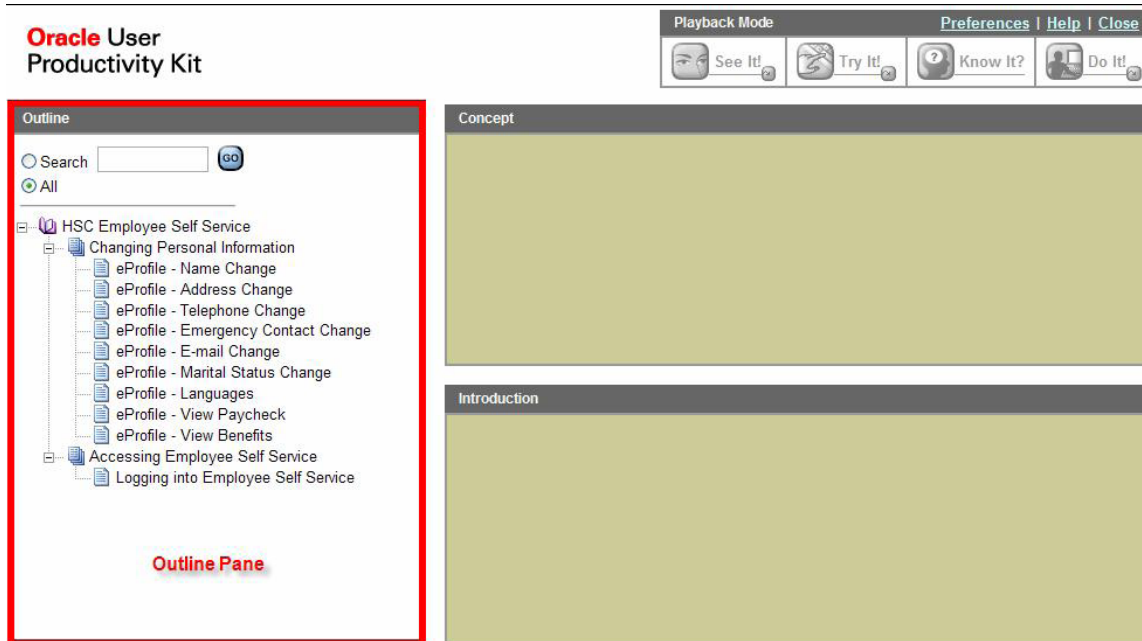 Oracle User
Productivity Kit
Playback Mode
Preferences | Help | Close
See It!
Try It!
Know It?
Do It!
Outline
Search
GO
All
HSC Employee Self Service
Changing Personal Information
eProfile - Name Change
eProfile - Address Change
eProfile - Telephone Change
eProfile - Emergency Contact Change
eProfile - E-mail Change
eProfile - Marital Status Change
eProfile - Languages
eProfile - View Paycheck
eProfile - View Benefits
Accessing Employee Self Service
Logging into Employee Self Service
Outline Pane
Concept
Introduction